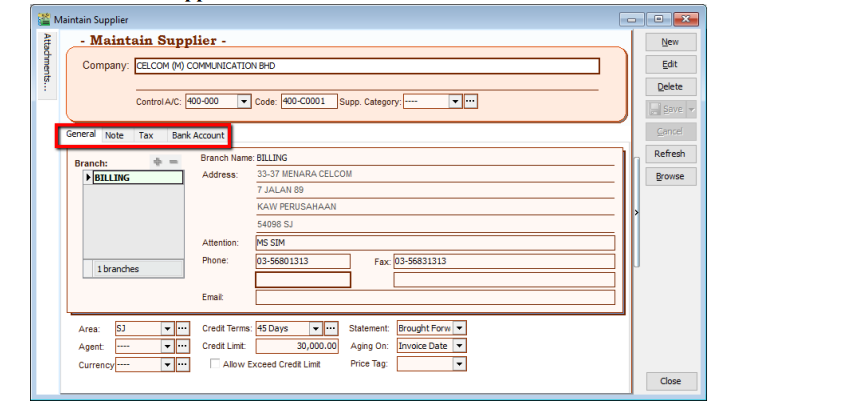 Maintain Supplier
Attachments...
- Maintain Supplier -
Company: CELCOM (M) COMMUNICATION BHD
Control A/C: 400-000 Code: 400-C0001 Supp. Category: ---- ...
General Note Tax Bank Account
Branch:
BILLING
1 branches
Branch Name: BILLING
Address: 33-37 MENARA CELCOM
7 JALAN 89
KAW PERUSAHAAN
54098 SJ
Attention: MS SIM
Phone: 03-56801313 Fax: 03-56831313
Email:
Area: SJ ... Credit Terms: 45 Days ... Statement: Brought Forw
Agent: ---- ... Credit Limit: 30,000.00 Aging On: Invoice Date
Currency ---- ... Allow Exceed Credit Limit Price Tag:
New
Edit
Delete
Save
Cancel
Refresh
Browse
Close